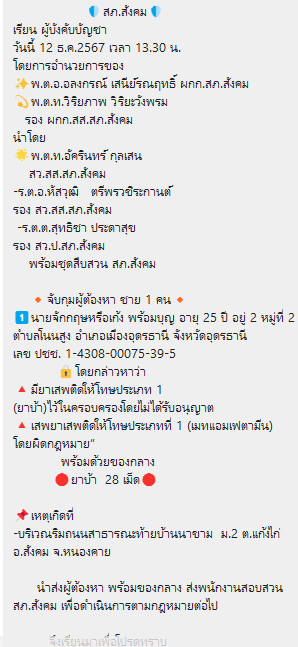 🛡️ สภ.สังคม 🛡️
เรียน ผู้บังคับบัญชา
วันนี้ 12 ธ.ค.2567 เวลา 13.30 น.
โดยการอำนวยการของ
✨พ.ต.อ.อลงกรณ์ เสนีย์รณฤทธิ์ ผกก.สภ.สังคม
💫พ.ต.ท.วิริยภาพ วิริยะวังพรม
รอง ผกก.สส.สภ.สังคม
นำโดย
🌟พ.ต.ท.อัครินทร์ กุลเสน
สว.สส.สภ.สังคม
-ร.ต.อ.หัสวุฒิ ตรีพรวชิระกานต์
รอง สว.สส.สภ.สังคม
-ร.ต.ต.สุทธิชา ประดาสุข
รอง สว.ป.สภ.สังคม
พร้อมชุดสืบสวน สภ.สังคม
🔸จับกุมผู้ต้องหา ชาย 1 คน🔸
1️⃣นายจักกฤษหรือเก้ง พร้อมบุญ อายุ 25 ปี อยู่ 2 หมู่ที่ 2
ตำบลโนนสูง อำเภอเมืองอุดรธานี จังหวัดอุดรธานี
เลข ปชช. 1-4308-00075-39-5
🔒โดยกล่าวหาว่า
🔺มียาเสพติดให้โทษประเภท 1
(ยาบ้า)ไว้ในครอบครองโดยไม่ได้รับอนุญาต
🔺เสพยาเสพติดให้โทษประเภทที่ 1 (เมทแอมเฟตามีน)
โดยผิดกฎหมาย”
พร้อมด้วยของกลาง
🔴ยาบ้า 28 เม็ด🔴
📌เหตุเกิดที่
-บริเวณริมถนนสาธารณะท้ายบ้านนาขาม ม.2 ต.แก้งไก่
อ.สังคม จ.หนองคาย
นำส่งผู้ต้องหา พร้อมของกลาง ส่งพนักงานสอบสวน
สภ.สังคม เพื่อดำเนินการตามกฎหมายต่อไป
จึงเรียนมาเพื่อโปรดทราบ